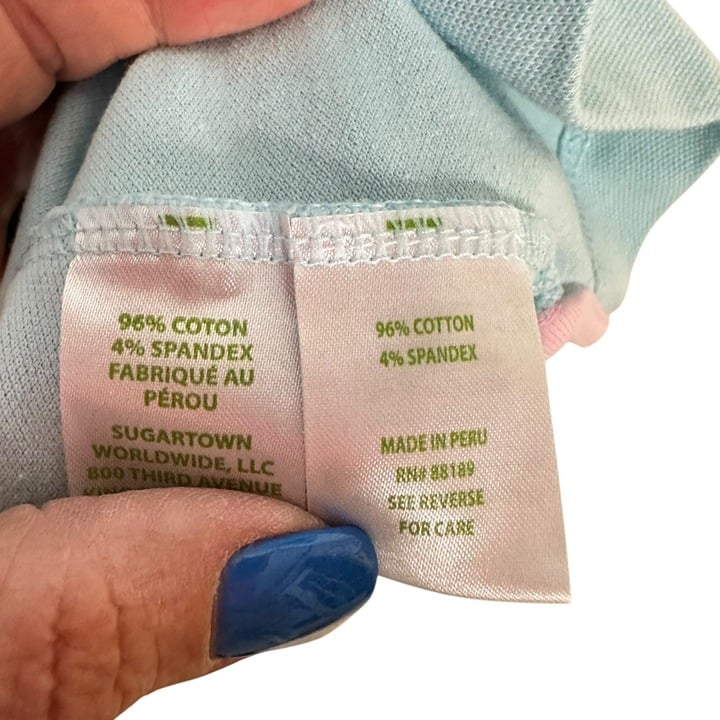 96% COTON
4% SPANDEX
FABRIQUÉ AU
PÉROU
SUGARTOWN
WORLDWIDE, LLC
800 THIRD AVENUE
96% COTTON
4% SPANDEX
MADE IN PERU
RN# 88189
SEE REVERSE
FOR CARE